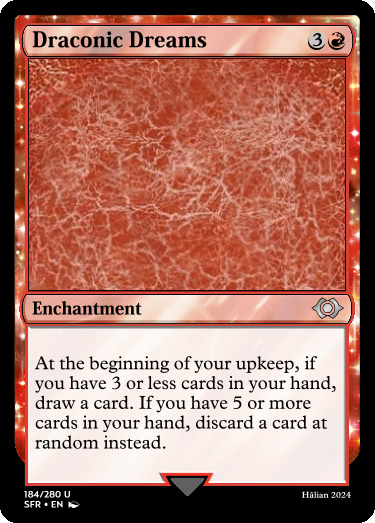 Draconic Dreams 3
Enchantment
At the beginning of your upkeep, if
you have 3 or less cards in your hand,
draw a card. If you have 5 or more
cards in your hand, discard a card at
random instead.
184/280 U
SFR • EN
Hālian 2024